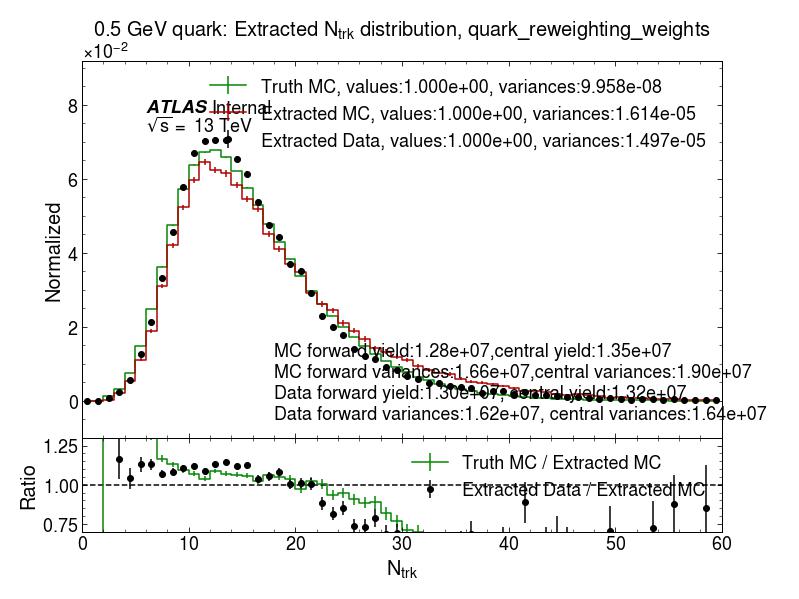 0.5 GeV quark: Extracted Ntrk distribution, quark_reweighting_weights
×10−2
Truth MC, values:1.000e+00, variances:9.958e-08
ATLAS Internal
Extracted MC, values:1.000e+00, variances:1.614e-05
√s = 13 TeV
Extracted Data, values:1.000e+00, variances:1.497e-05
8
6
4
2
0
Normalized
MC forward yield:1.28e+07,central yield:1.35e+07
MC forward variances:1.66e+07,central variances:1.90e+07
Data forward yield:1.30e+07, central yield:1.32e+07
Data forward variances:1.62e+07, central variances:1.64e+07
1.25
1.00
0.75
Ratio
Truth MC / Extracted MC
Extracted Data / Extracted MC
0 10 20 30 40 50 60
Ntrk